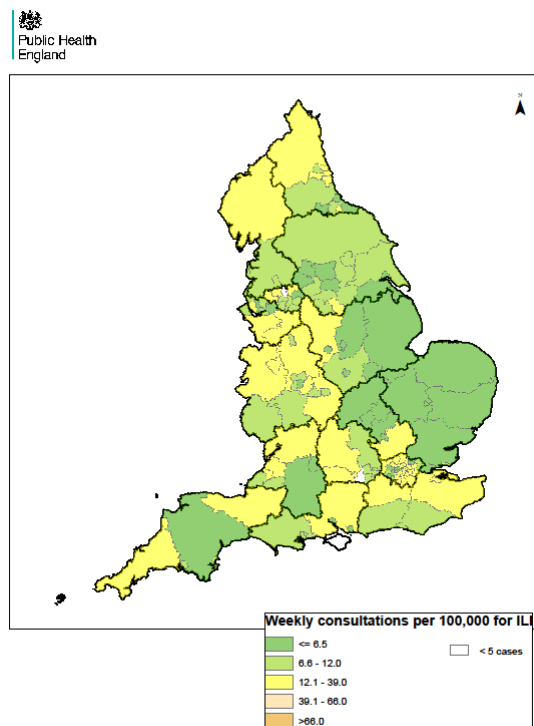 Public Health
England
N
Weekly consultations per 100,000 for ILI
<= 6.5
6.6 - 12.0
12.1 - 39.0
39.1 - 66.0
>66.0
< 5 cases